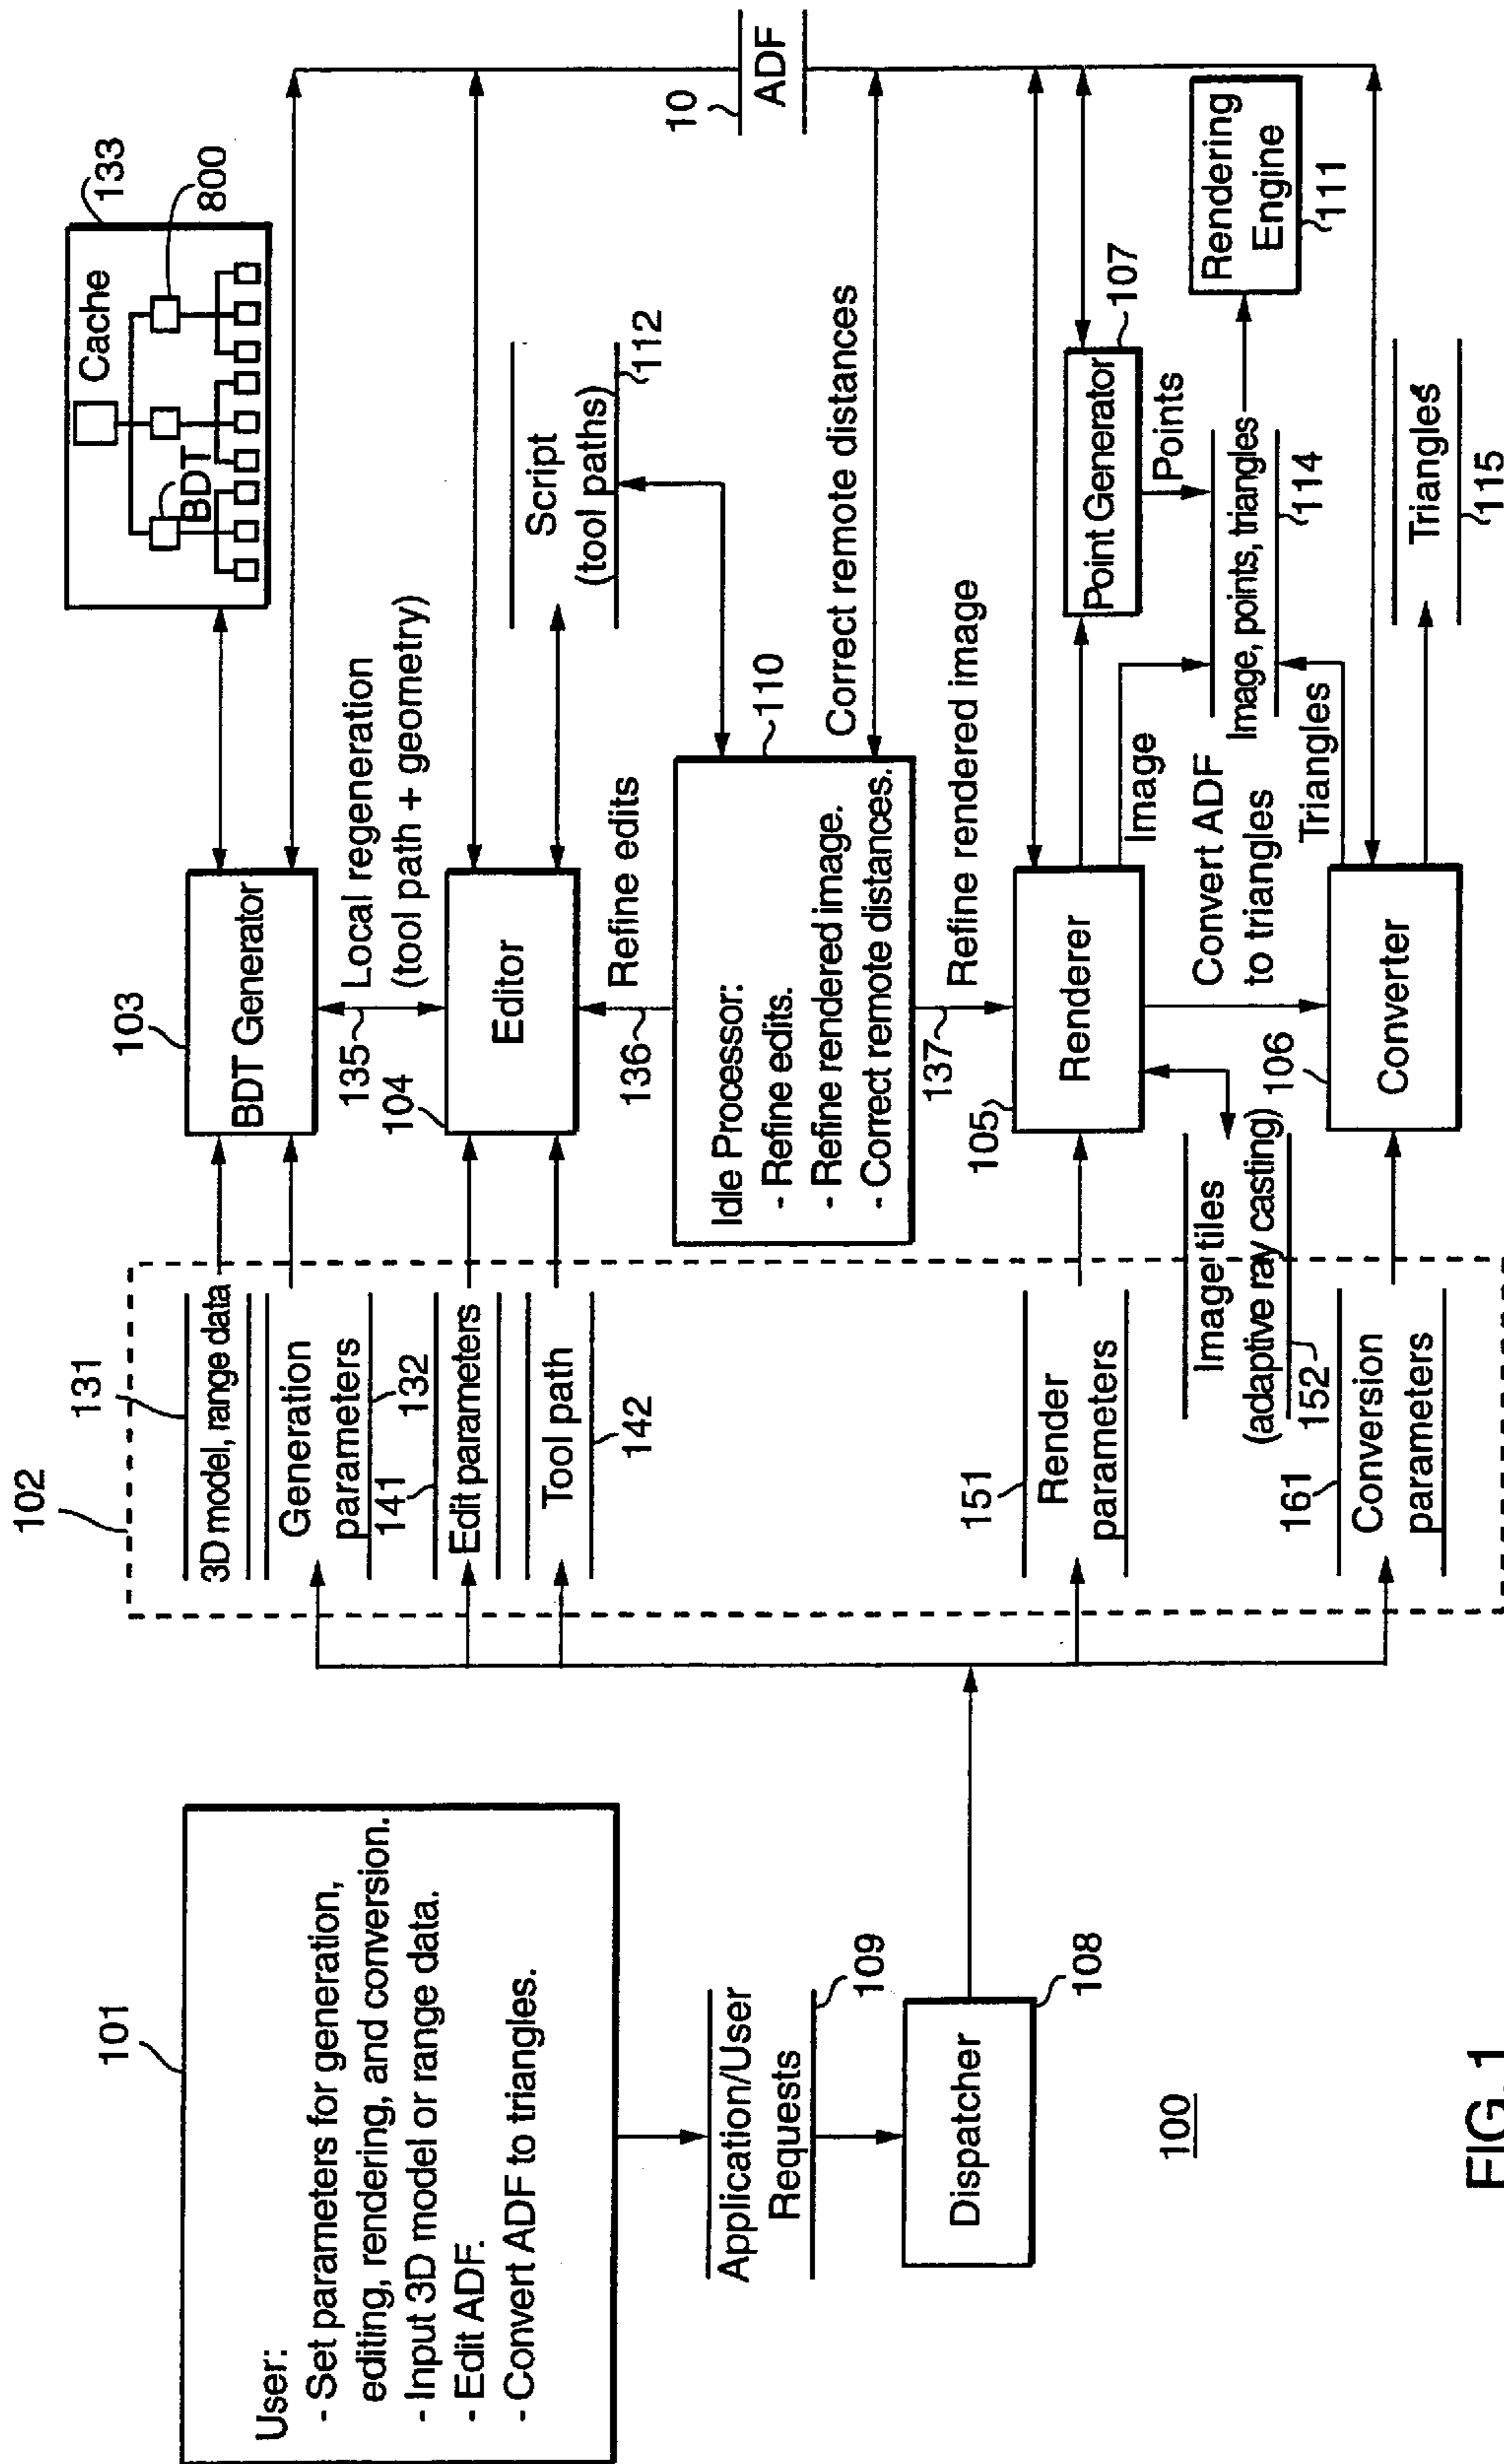 101
User:
- Set parameters for generation,
editing, rendering, and conversion.
- Input 3D model or range data.
- Edit ADF.
- Convert ADF to triangles.
Application/User
Requests
109
Dispatcher
108
100
102
131
3D model, range data
Generation
parameters
132
141
Edit parameters
Tool path
142
151
Render
parameters
Image tiles
(adaptive ray casting)
152
161
Conversion
parameters
103
BDT Generator
135
Local regeneration
(tool path + geometry)
104
Editor
136
Refine edits
110
Idle Processor:
- Refine edits.
- Refine rendered image.
- Correct remote distances.
137
Refine rendered image
105
Renderer
Convert ADF
to triangles
106
Converter
Cache
BDT
133
800
Script
(tool paths)
112
Correct remote distances
10
ADF
Point Generator
107
Points
Image
Image, points, triangles
114
Triangles
Rendering
Engine
111
Triangles
115
FIG. 1